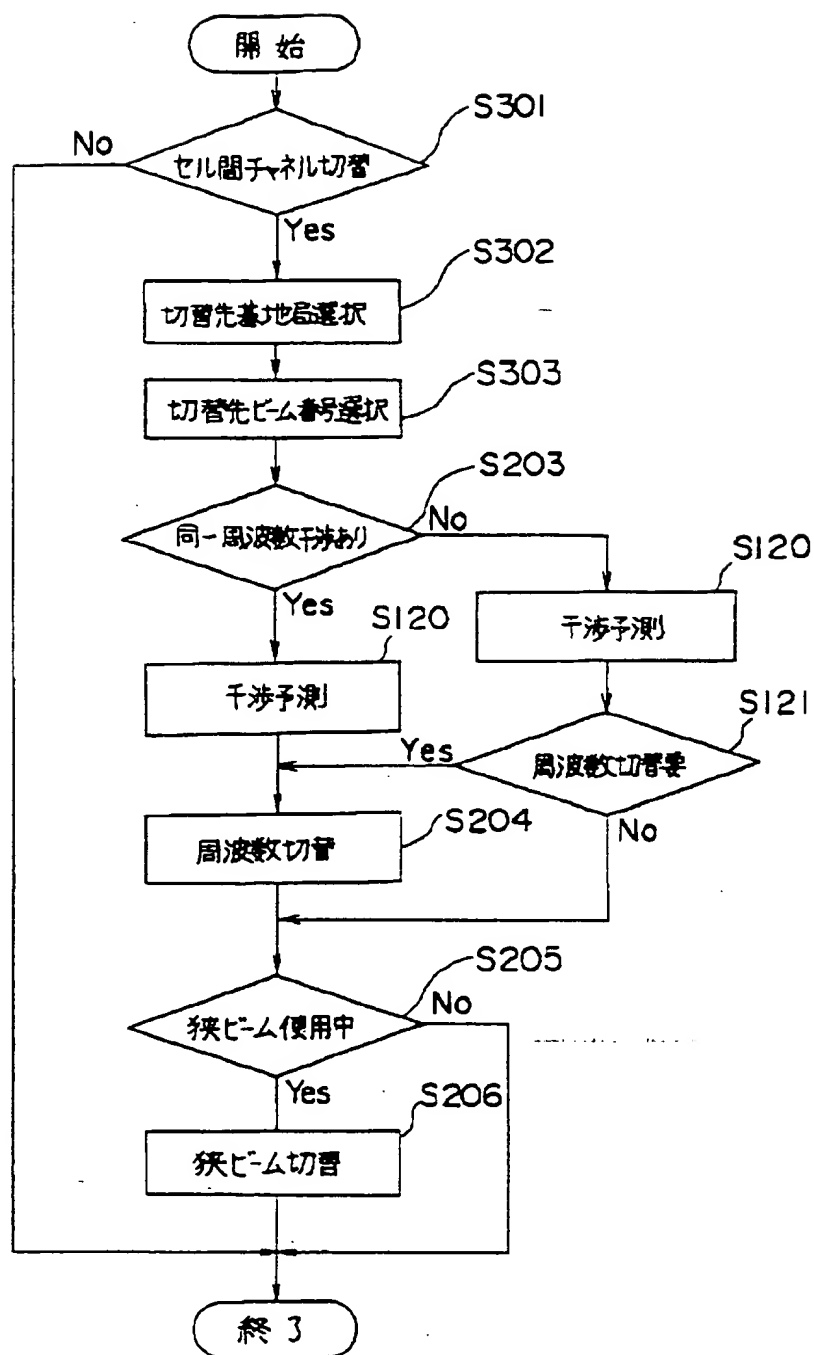 開始
S301
No
セル間チャネル切替
Yes
S302
切替先基地局選択
S303
切替先ビーム番号選択
S203
同一周波数干渉あり
No
Yes
S120
S120
干渉予測
干渉予測
S121
Yes
周波数切替要
S204
No
周波数切替
S205
狭ビーム使用中
No
Yes
S206
狭ビーム切替
終了